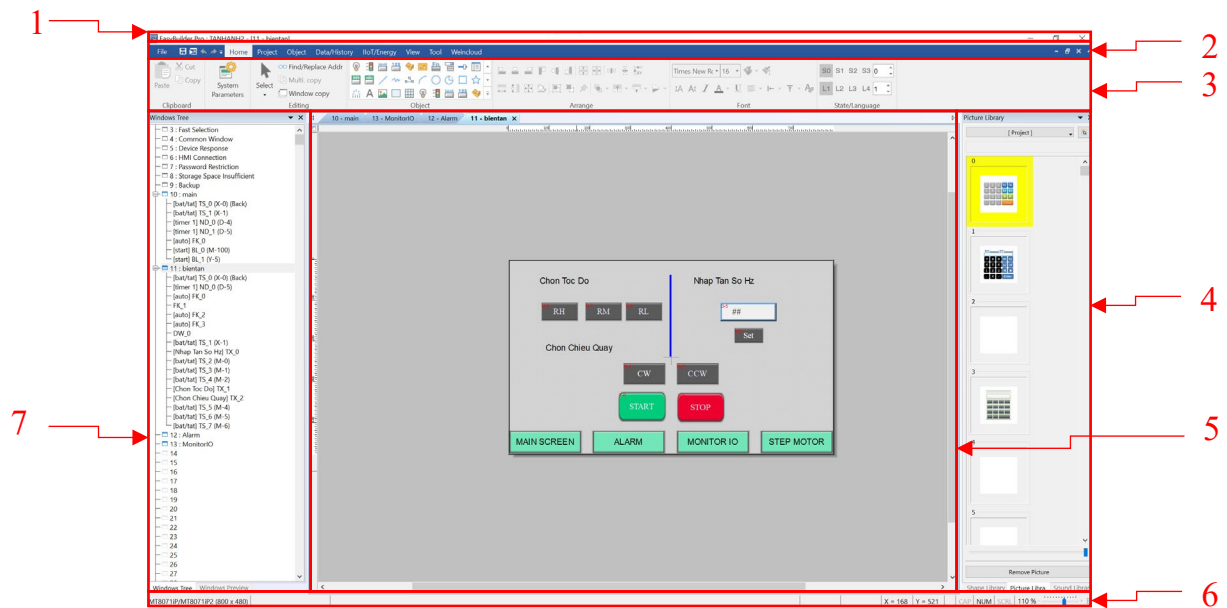 1
2
3
4
5
6
7
EasyBuilder Pro : TANHANH2 - [11 - bientan]
File Home Project Object Data/History IIoT/Energy View Tool Weincloud
Cut
Copy
Paste
Clipboard
System
Parameters
Select
Find/Replace Addr
Multi. copy
Window copy
Editing
Object
Arrange
Times New R 16
Font
S0 S1 S2 S3 0
L1 L2 L3 L4 1
State/Language
Windows Tree
3 : Fast Selection
4 : Common Window
5 : Device Response
6 : HMI Connection
7 : Password Restriction
8 : Storage Space Insufficient
9 : Backup
10 : main
[bat/tat] TS_0 (X-0) (Back)
[bat/tat] TS_1 (X-1)
[timer 1] ND_0 (D-4)
[timer 1] ND_1 (D-5)
[auto] FK_0
[start] BL_0 (M-100)
[start] BL_1 (Y-5)
11 : bientan
[bat/tat] TS_0 (X-0) (Back)
[timer 1] ND_0 (D-5)
[auto] FK_0
FK_1
[auto] FK_2
[auto] FK_3
DW_0
[bat/tat] TS_1 (X-1)
[Nhap Tan So Hz] TX_0
[bat/tat] TS_2 (M-0)
[bat/tat] TS_3 (M-1)
[bat/tat] TS_4 (M-2)
[Chon Toc Do] TX_1
[Chon Chieu Quay] TX_2
[bat/tat] TS_5 (M-4)
[bat/tat] TS_6 (M-5)
[bat/tat] TS_7 (M-6)
12 : Alarm
13 : MonitorIO
14
15
16
17
18
19
20
21
22
23
24
25
26
27
Windows Tree Windows Preview
10 - main 13 - MonitorIO 12 - Alarm 11 - bientan
Chon Toc Do
Nhap Tan So Hz
RH RM RL
##
Set
Chon Chieu Quay
CW CCW
START STOP
MAIN SCREEN ALARM MONITOR IO STEP MOTOR
Picture Library
[ Project ]
0
1
2
3
4
5
Remove Picture
Shape Library Picture Libra.. Sound Library
MT8071iP/MT8071iP2 (800 x 480)
X = 168 Y = 521 CAP NUM SCRL 110 %